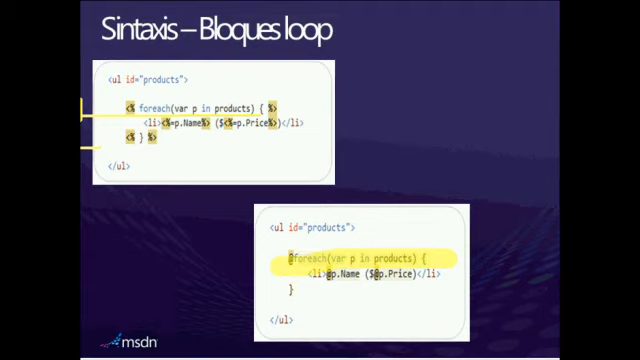 Sintaxis – Bloques loop
<ul id="products">
<% foreach(var p in products) { %>
<li><%=p.Name%> ($<%=p.Price%>)</li>
<% } %>
</ul>
<ul id="products">
@foreach(var p in products) {
<li>@p.Name ($@p.Price)</li>
}
</ul>
msdn